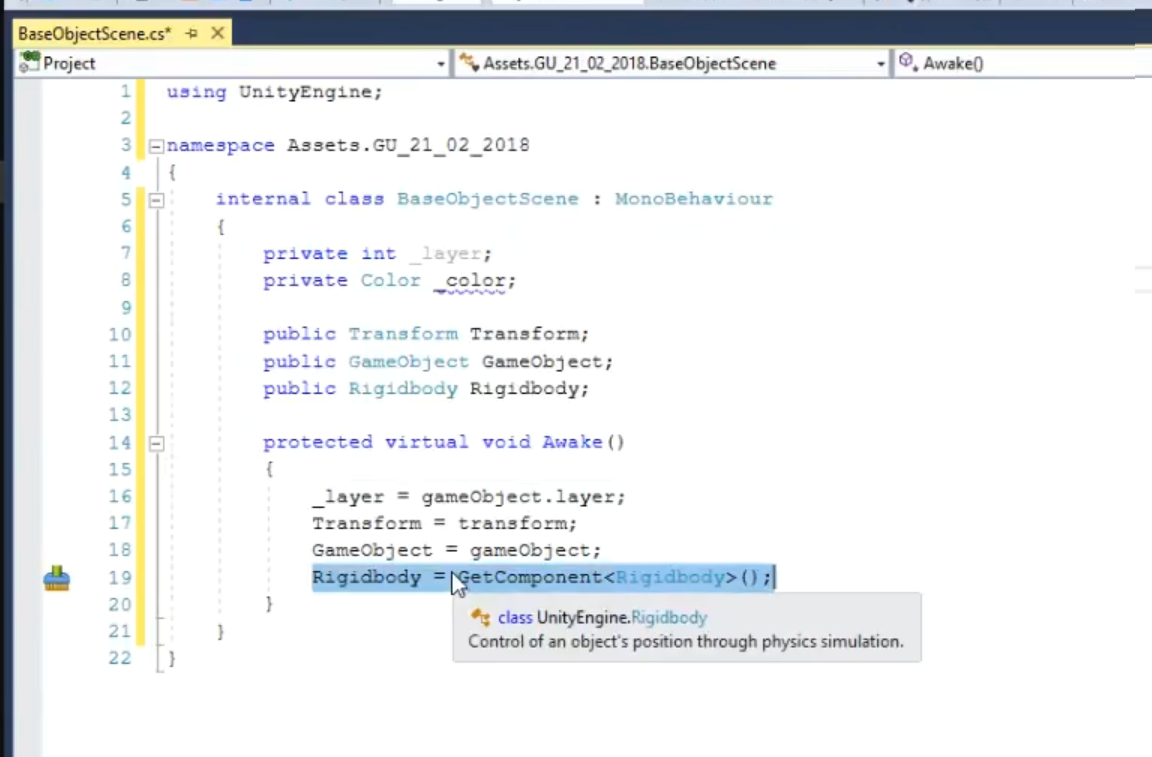 BaseObjectScene.cs*
Project
Assets.GU_21_02_2018.BaseObjectScene
Awake()
1 using UnityEngine;
2
3 namespace Assets.GU_21_02_2018
4 {
5 internal class BaseObjectScene : MonoBehaviour
6 {
7 private int _layer;
8 private Color _color;
9
10 public Transform Transform;
11 public GameObject GameObject;
12 public Rigidbody Rigidbody;
13
14 protected virtual void Awake()
15 {
16 _layer = gameObject.layer;
17 Transform = transform;
18 GameObject = gameObject;
19 Rigidbody = GetComponent<Rigidbody>();
20 }
21 }
22 }
class UnityEngine.Rigidbody
Control of an object's position through physics simulation.